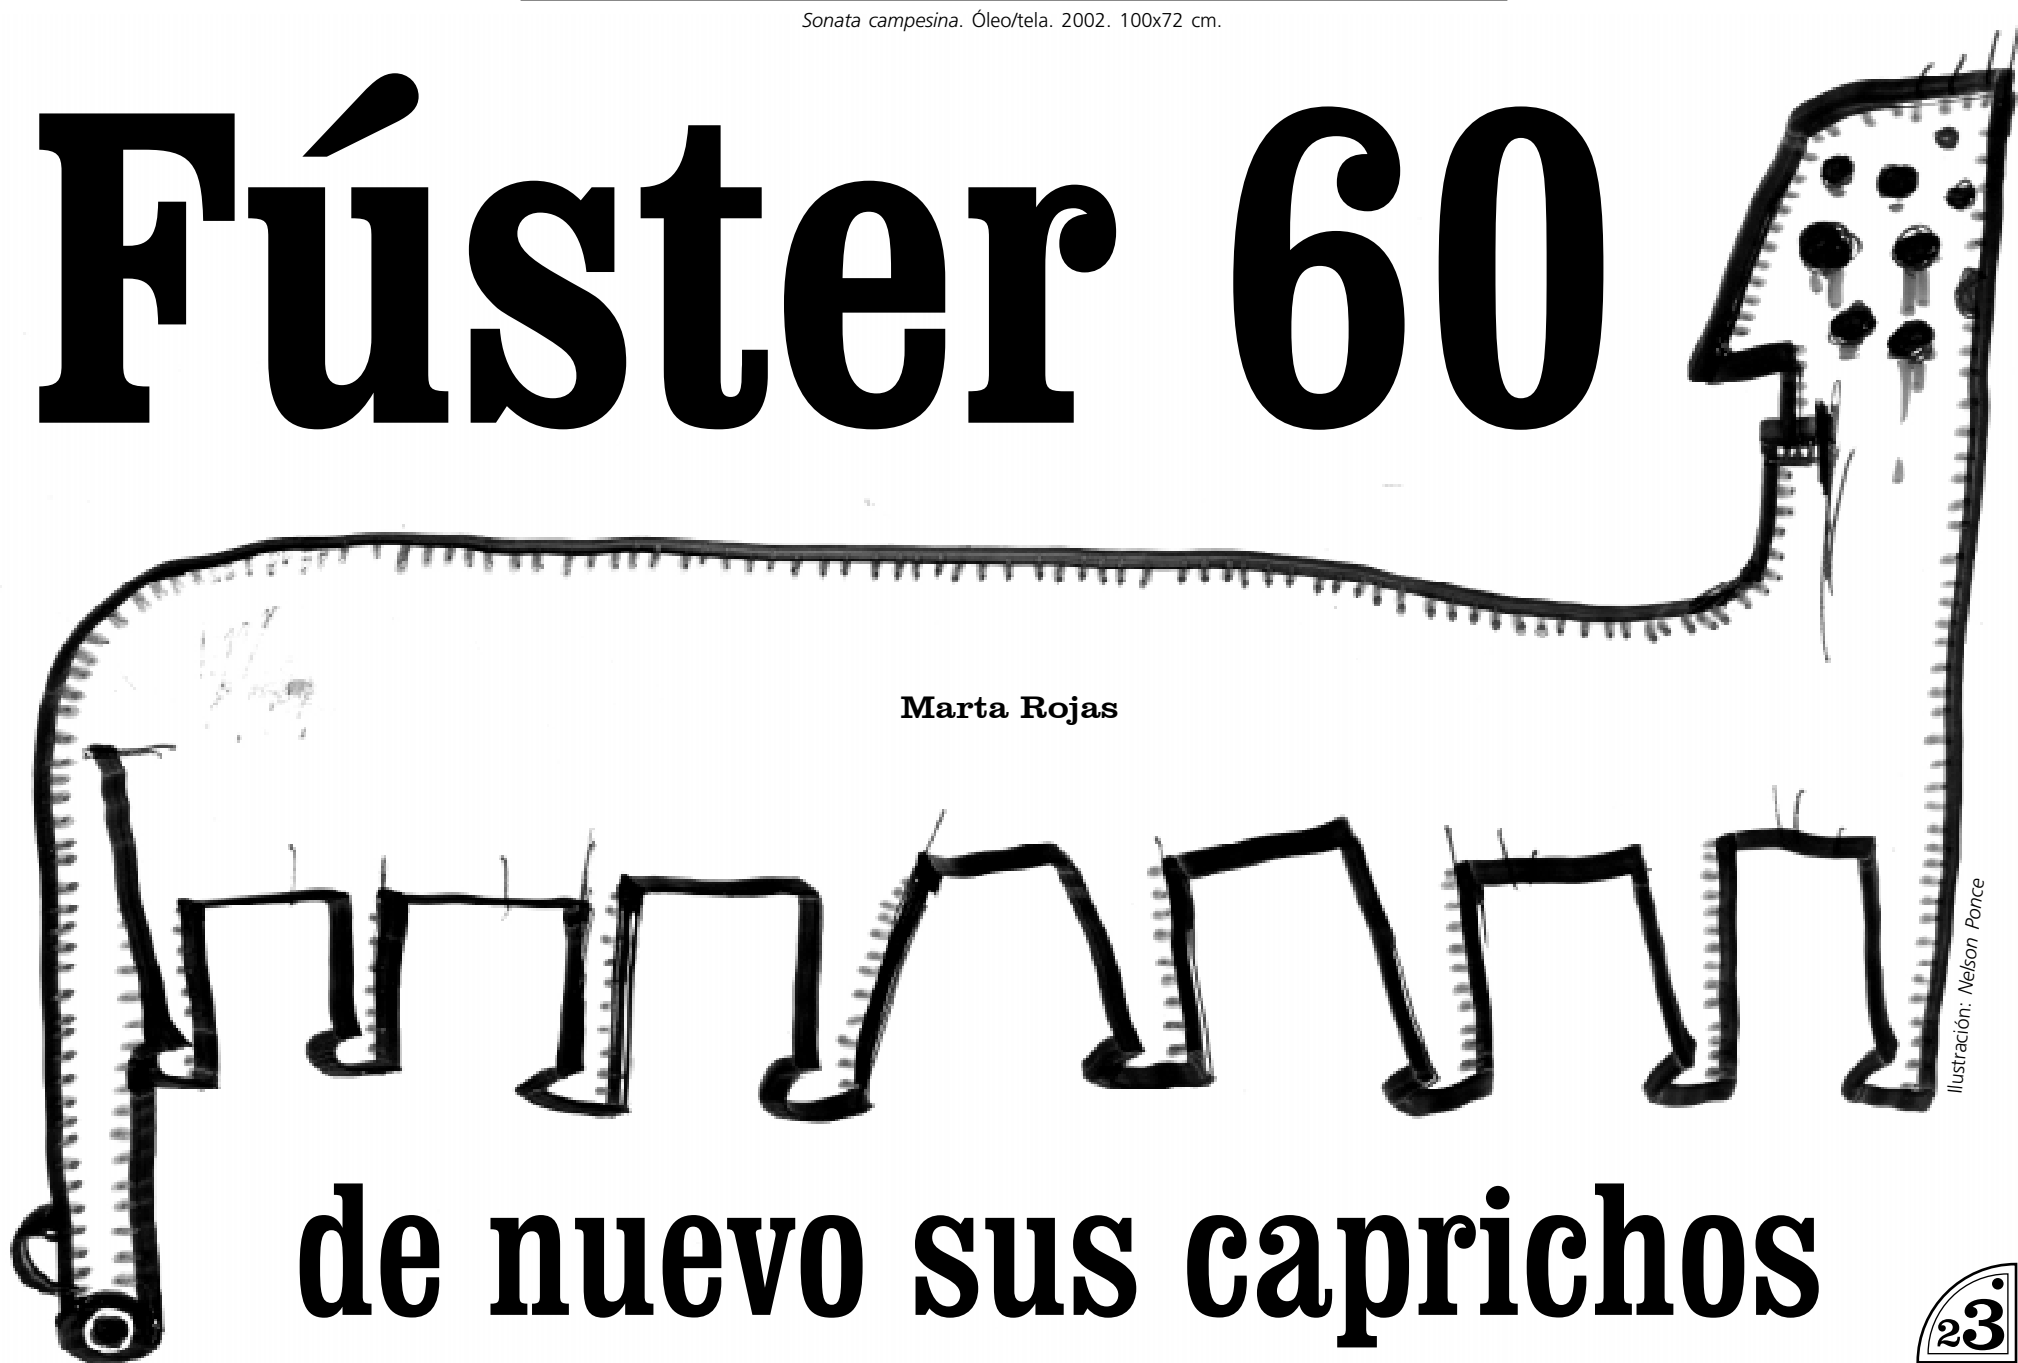 Sonata campesina. Óleo/tela. 2002. 100x72 cm.
Fúster 60
Marta Rojas
Ilustración: Nelson Ponce
de nuevo sus caprichos
23